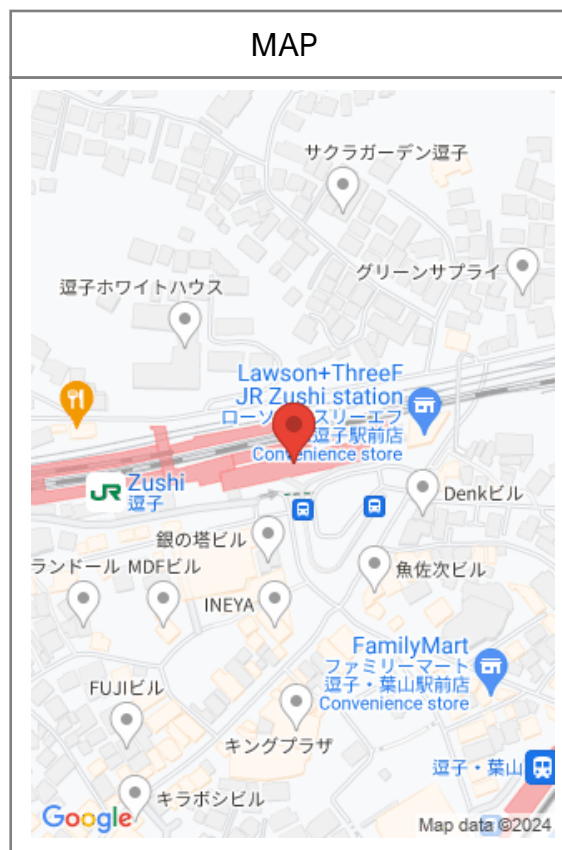 MAP
サクラガーデン逗子
グリーンサプライ
逗子ホワイトハウス
Lawson+ThreeF
JR Zushi station
ローソン スリーエフ
逗子駅前店
Convenience store
JR
Zushi
逗子
Denkビル
銀の塔ビル
ランドール
MDFビル
魚佐次ビル
INEYA
FamilyMart
ファミリーマート
逗子・葉山駅前店
Convenience store
FUJIビル
キングプラザ
逗子・葉山
キラボシビル
Google
Map data ©2024